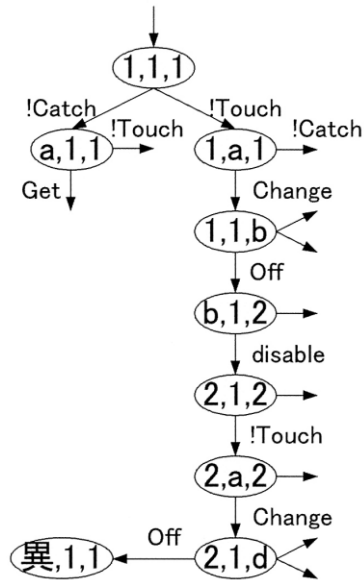 1,1,1
!Catch
!Touch
a,1,1
!Touch
1,a,1
!Catch
Get
Change
1,1,b
Off
b,1,2
disable
2,1,2
!Touch
2,a,2
Change
異,1,1
Off
2,1,d